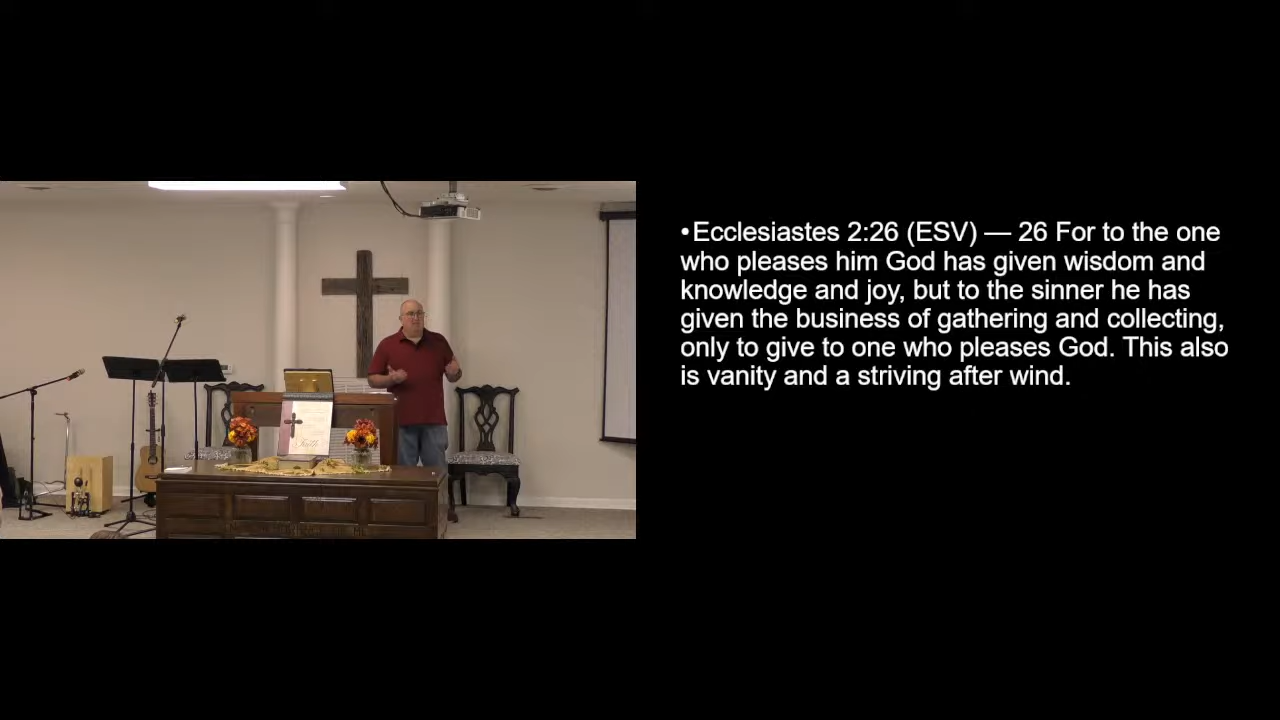 •Ecclesiastes 2:26 (ESV) — 26 For to the one
who pleases him God has given wisdom and
knowledge and joy, but to the sinner he has
given the business of gathering and collecting,
only to give to one who pleases God. This also
is vanity and a striving after wind.
Faith